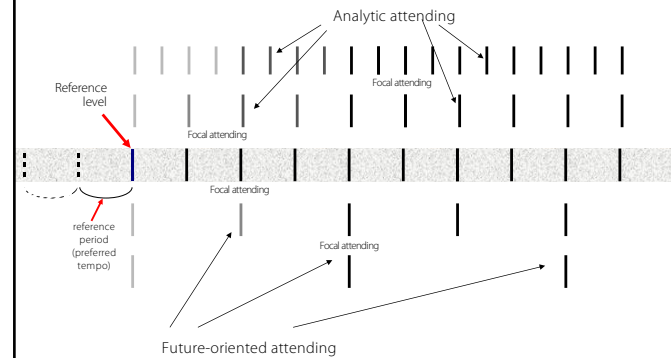 Analytic attending
Focal attending
Reference
level
Focal attending
Focal attending
reference
period
(preferred
tempo)
Focal attending
Future-oriented attending